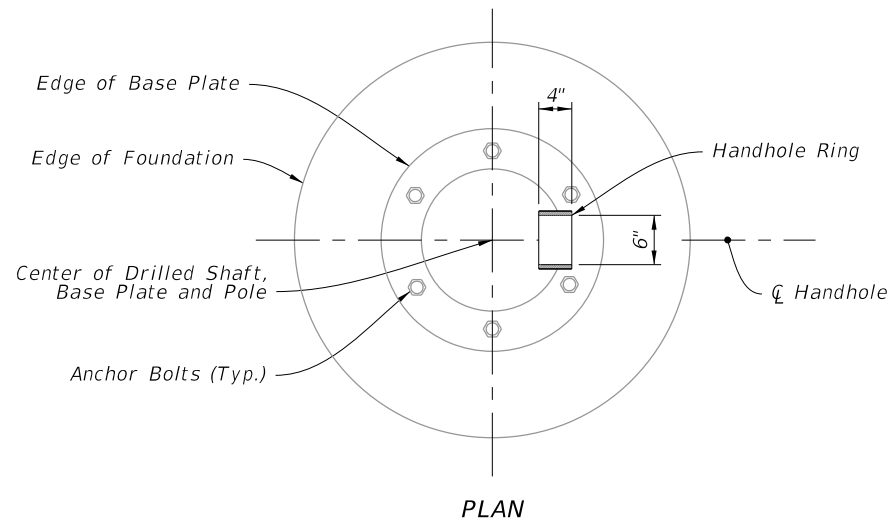 Edge of Base Plate
4"
Edge of Foundation
Handhole Ring
6"
Center of Drilled Shaft,
Base Plate and Pole
℄ Handhole
Anchor Bolts (Typ.)
PLAN